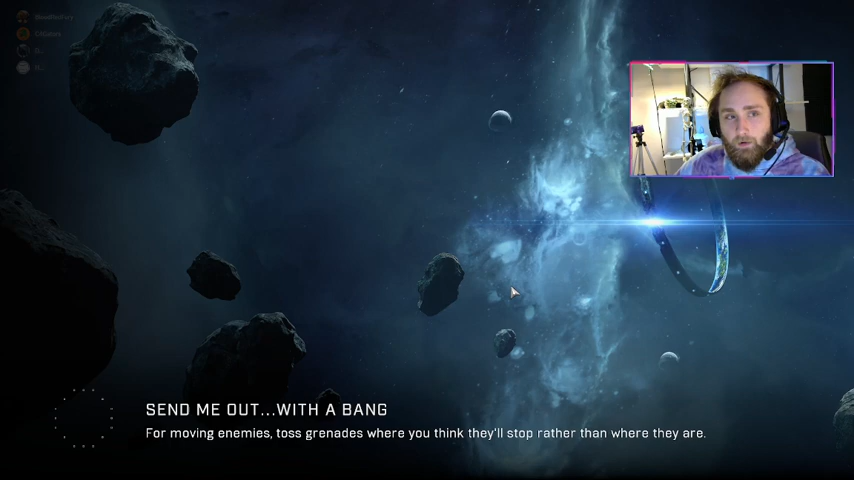 SEND ME OUT...WITH A BANG
For moving enemies, toss grenades where you think they'll stop rather than where they are.